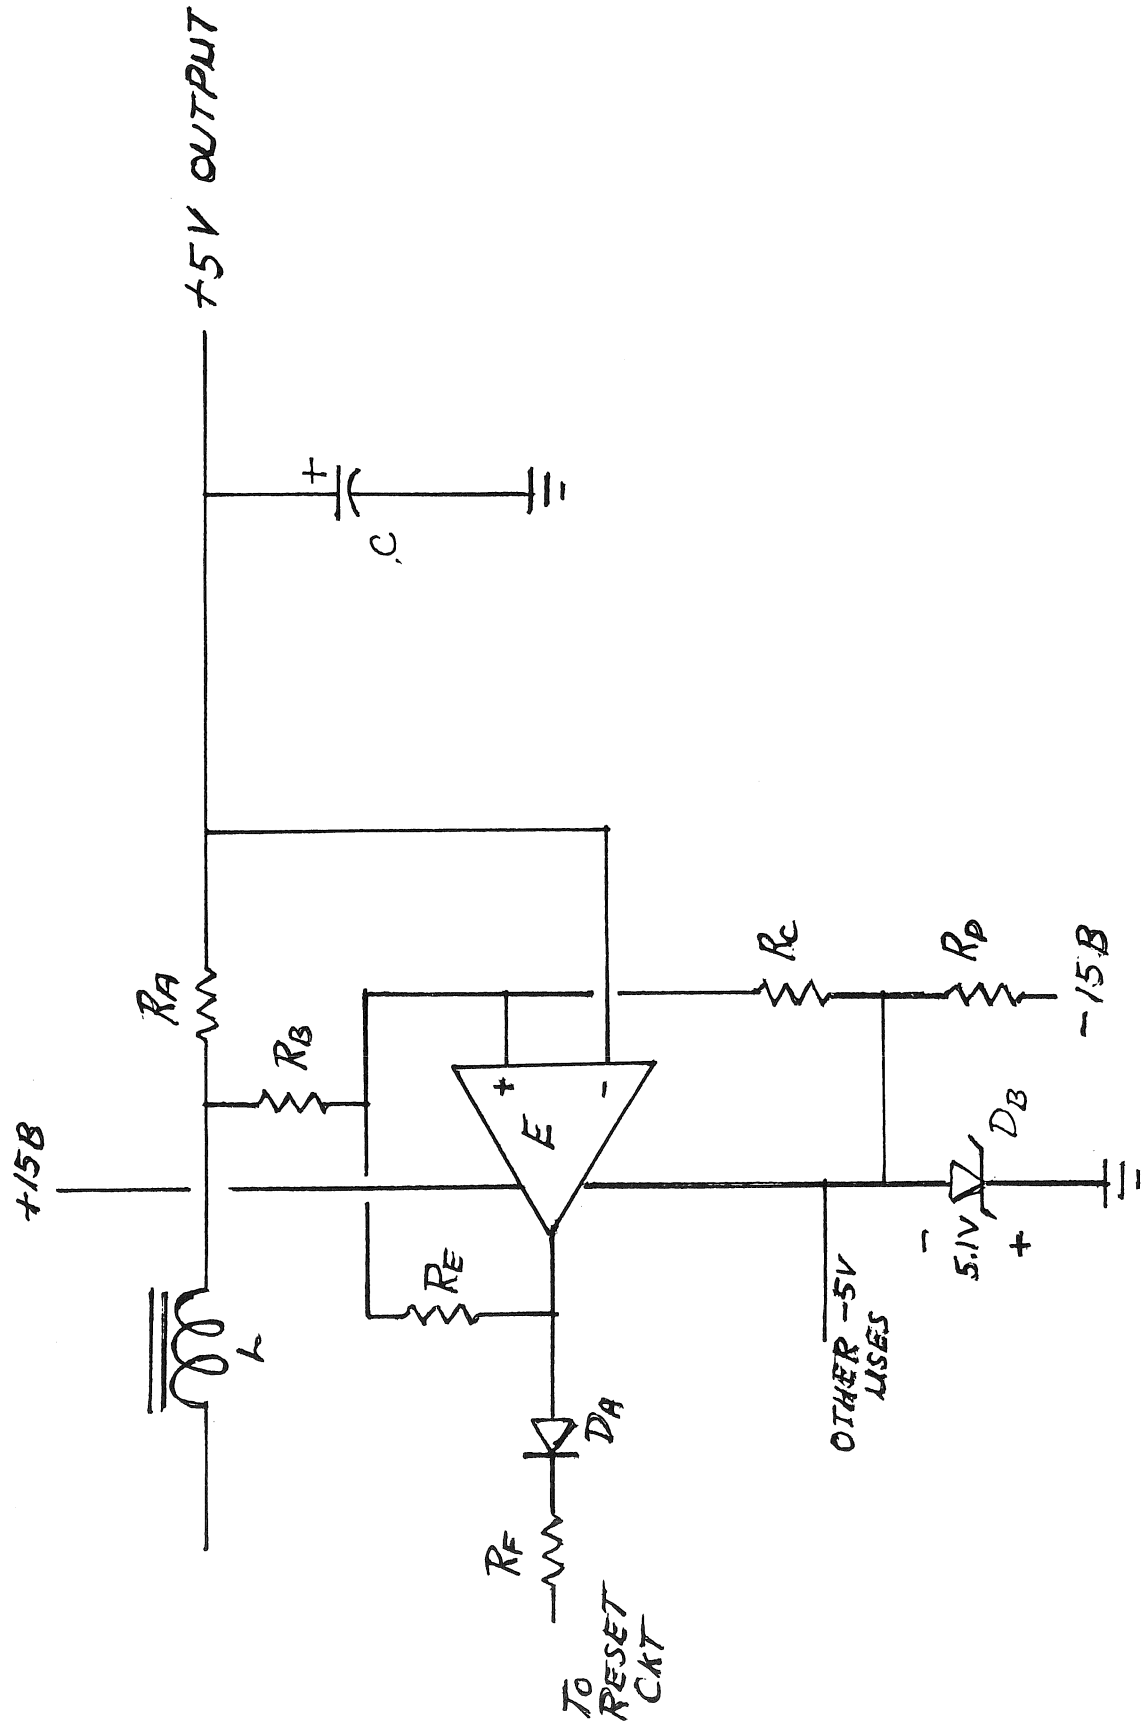 +15B
L
RA
+5V OUTPUT
RB
+
C
RE
TO
RESET
CKT
RF
DA
E
+
-
RC
OTHER -5V
USES
-
5.1V
+
DB
RD
-15B